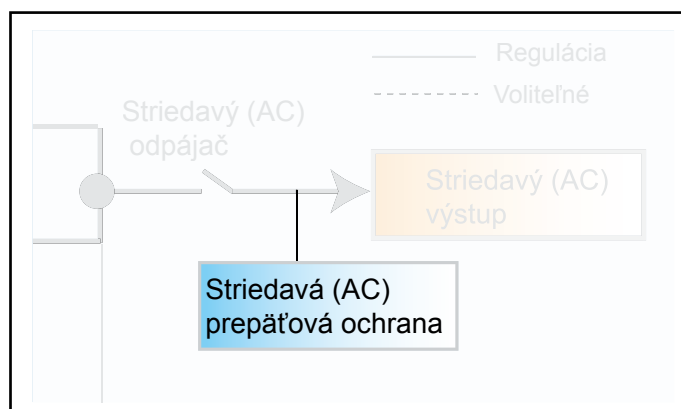 Regulácia
Voliteľné
Striedavý (AC)
odpájač
Striedavý (AC)
výstup
Striedavá (AC)
prepäťová ochrana